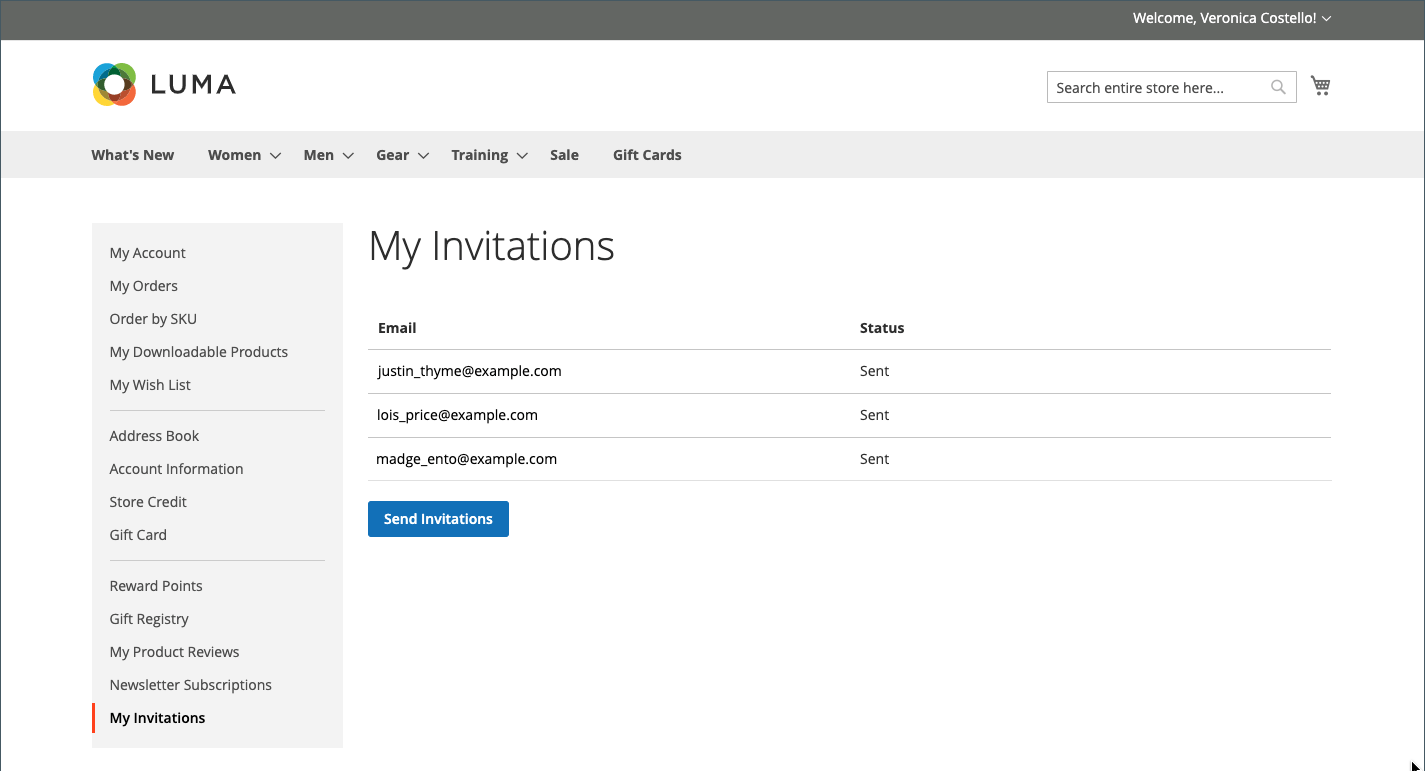 Welcome, Veronica Costello!
LUMA
Search entire store here...
What's New Women Men Gear Training Sale Gift Cards
My Account
My Orders
Order by SKU
My Downloadable Products
My Wish List
Address Book
Account Information
Store Credit
Gift Card
Reward Points
Gift Registry
My Product Reviews
Newsletter Subscriptions
My Invitations
My Invitations
Email Status
justin_thyme@example.com Sent
lois_price@example.com Sent
madge_ento@example.com Sent
Send Invitations